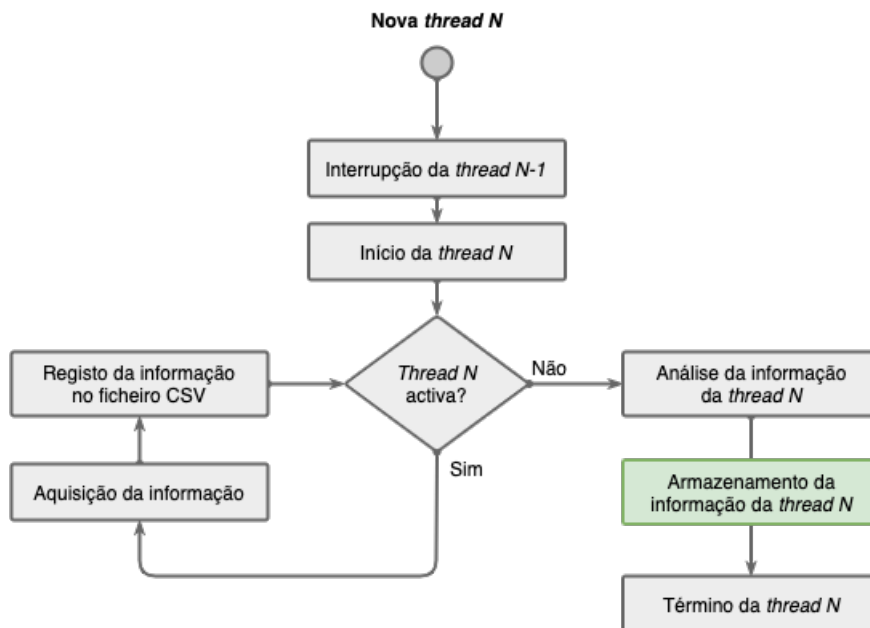 Nova thread N
Interrupção da thread N-1
Início da thread N
Thread N
activa?
Não
Sim
Registo da informação
no ficheiro CSV
Aquisição da informação
Análise da informação
da thread N
Armazenamento da
informação da thread N
Término da thread N